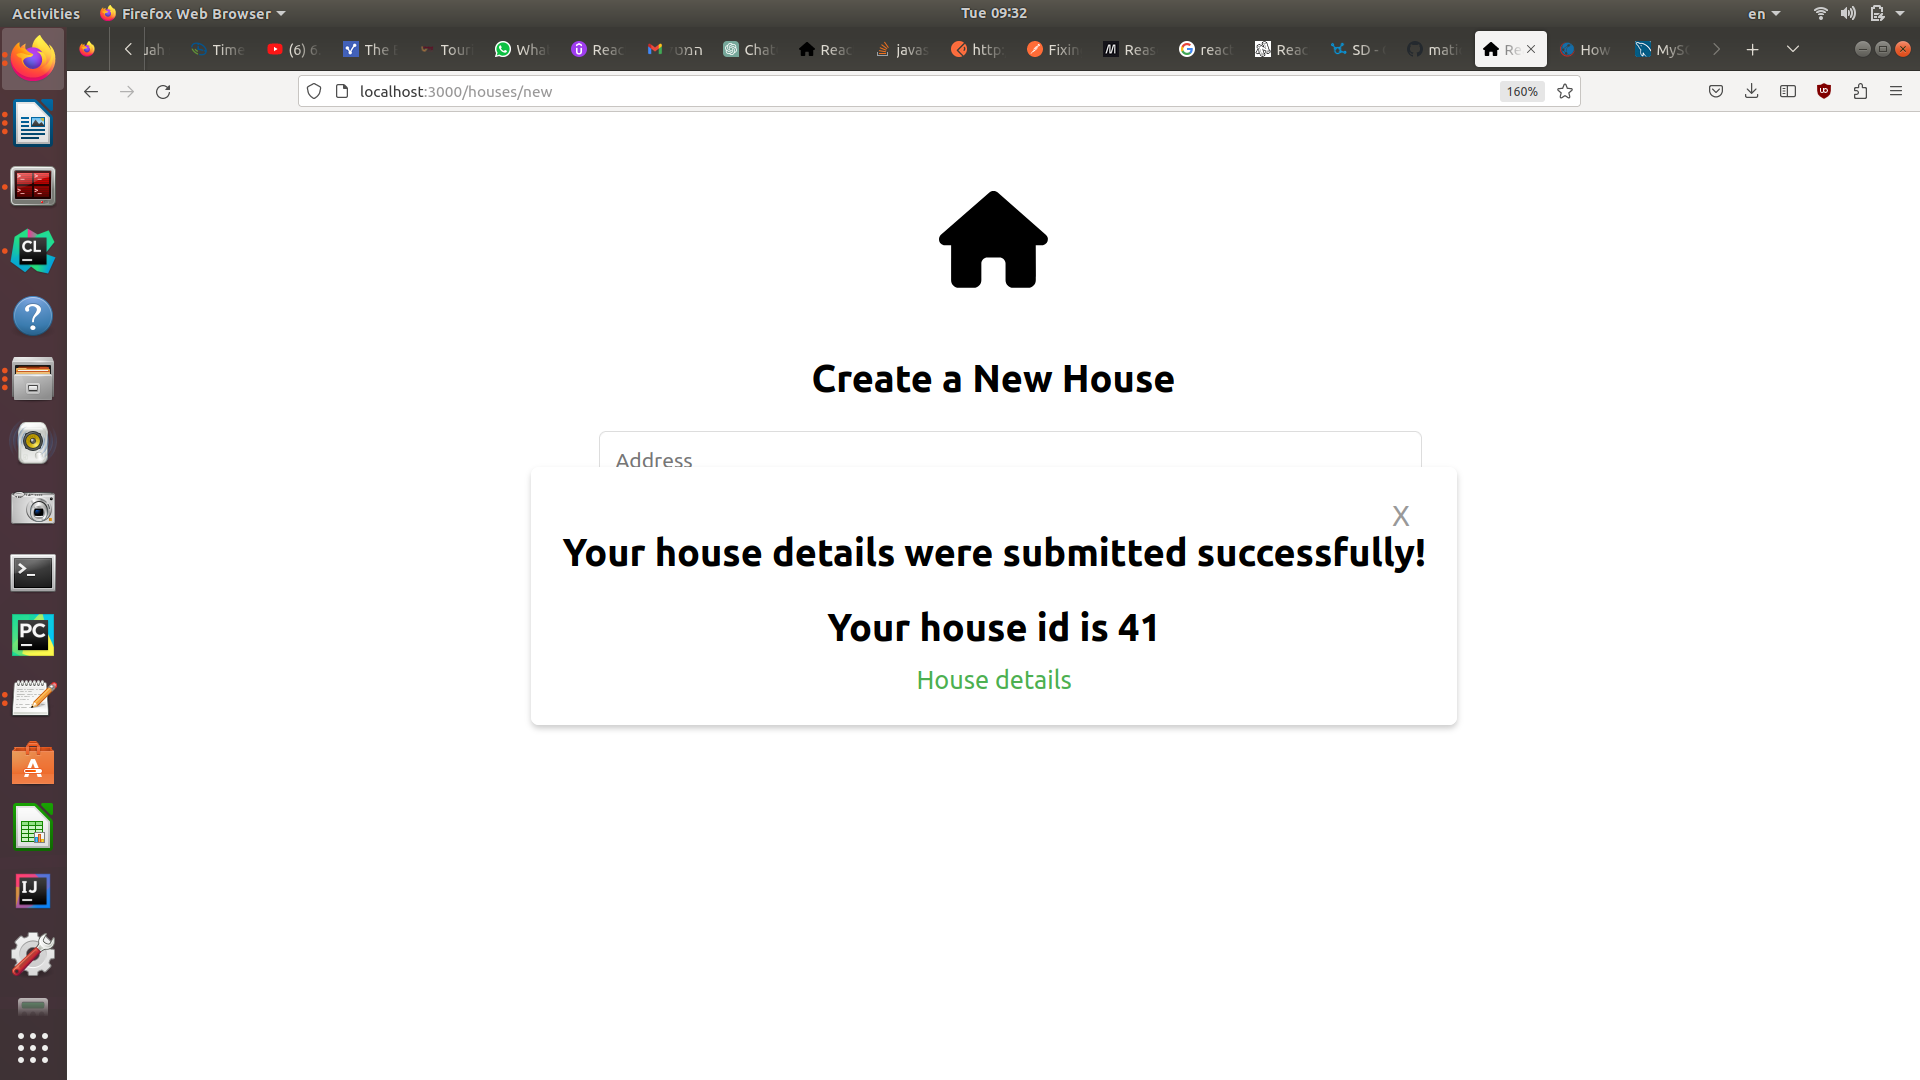 Activities Firefox Web Browser Tue 09:32 en
uah Time (6) 6 The Tour What Reac המסר Chat Reac javas http Fixin Reas react Reac SD - mati Re How MyS
localhost:3000/houses/new 160%
Create a New House
Address
X
Your house details were submitted successfully!
Your house id is 41
House details